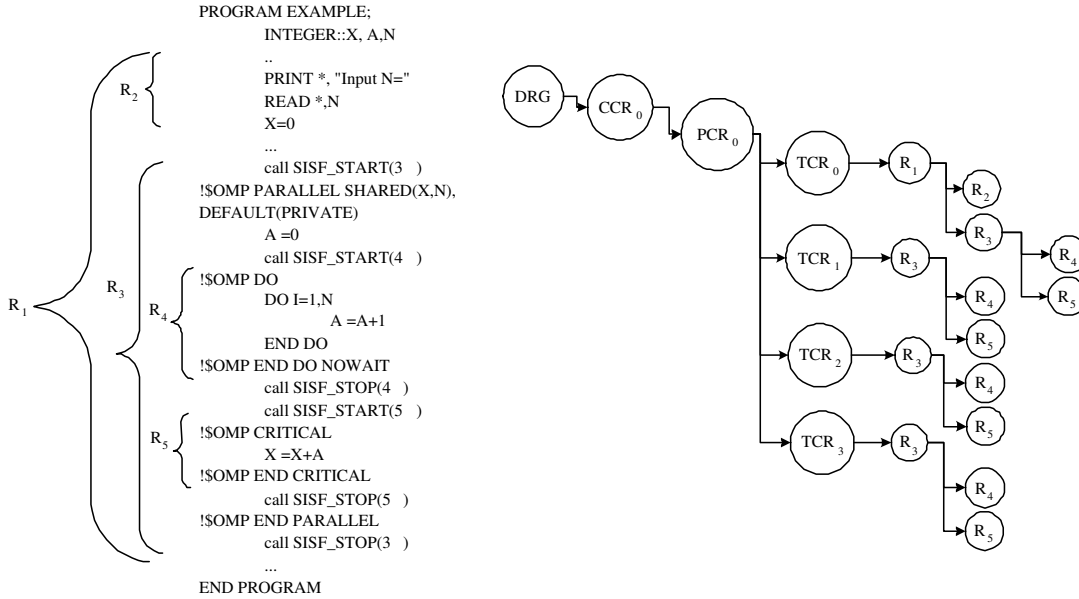 PROGRAM EXAMPLE;
INTEGER::X, A,N
..
PRINT *, "Input N="
READ *,N
X=0
...
call SISF_START(3 )
!$OMP PARALLEL SHARED(X,N),
DEFAULT(PRIVATE)
A =0
call SISF_START(4 )
!$OMP DO
DO I=1,N
A =A+1
END DO
!$OMP END DO NOWAIT
call SISF_STOP(4 )
call SISF_START(5 )
!$OMP CRITICAL
X =X+A
!$OMP END CRITICAL
call SISF_STOP(5 )
!$OMP END PARALLEL
call SISF_STOP(3 )
...
END PROGRAM
R1
R2
R3
R4
R5
DRG
CCR0
PCR0
TCR0
R1
R2
R3
R4
R5
TCR1
R3
R4
R5
TCR2
R3
R4
R5
TCR3
R3
R4
R5